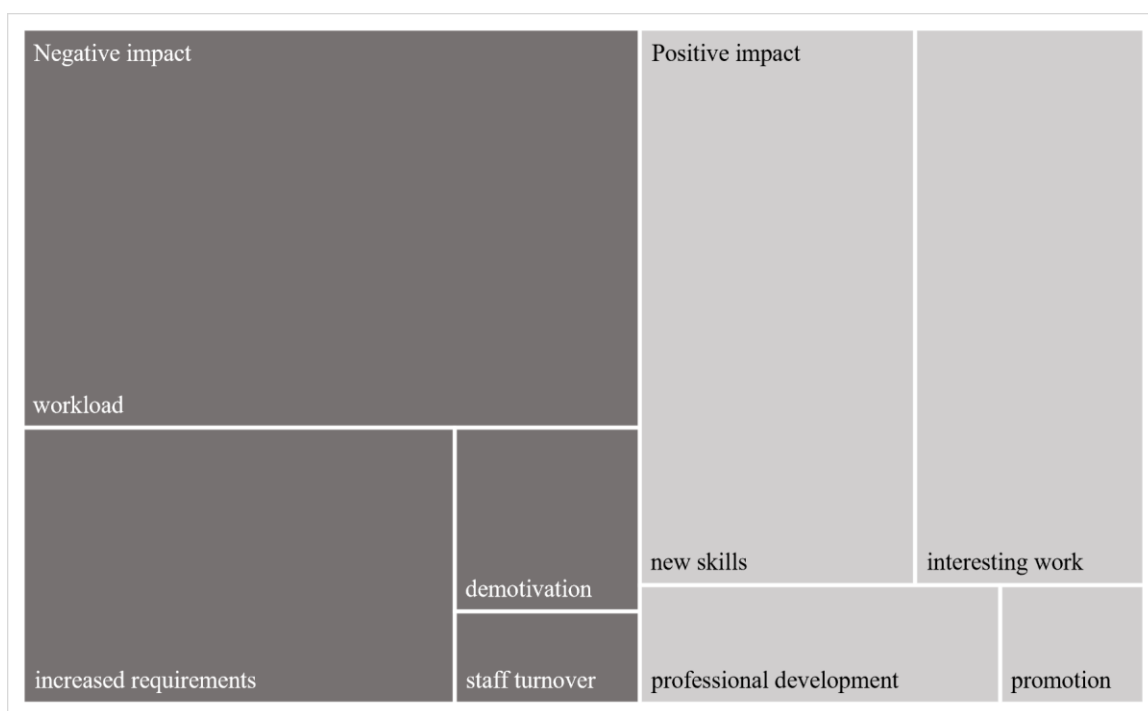 Negative impact
workload
increased requirements
demotivation
staff turnover
Positive impact
new skills
interesting work
professional development
promotion